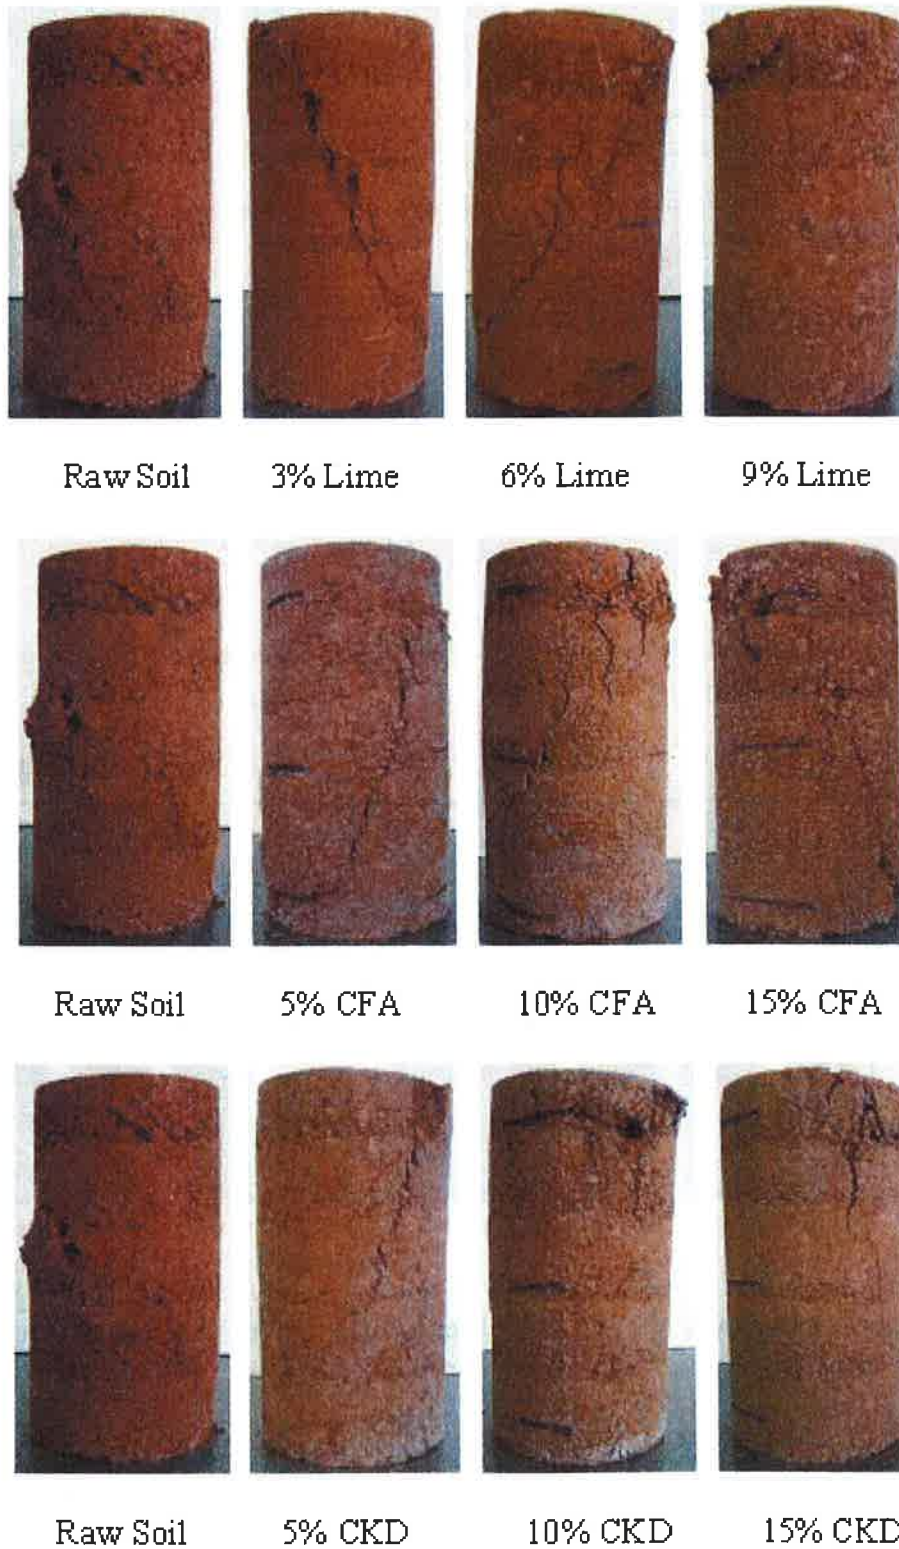 Raw Soil 3% Lime 6% Lime 9% Lime
Raw Soil 5% CFA 10% CFA 15% CFA
Raw Soil 5% CKD 10% CKD 15% CKD